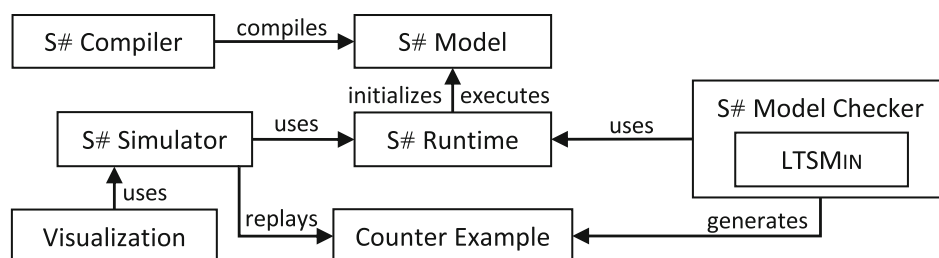 S# Compiler
compiles
S# Model
initializes executes
S# Simulator
uses
S# Runtime
uses
S# Model Checker
LTSMIN
uses
replays
generates
Visualization
Counter Example